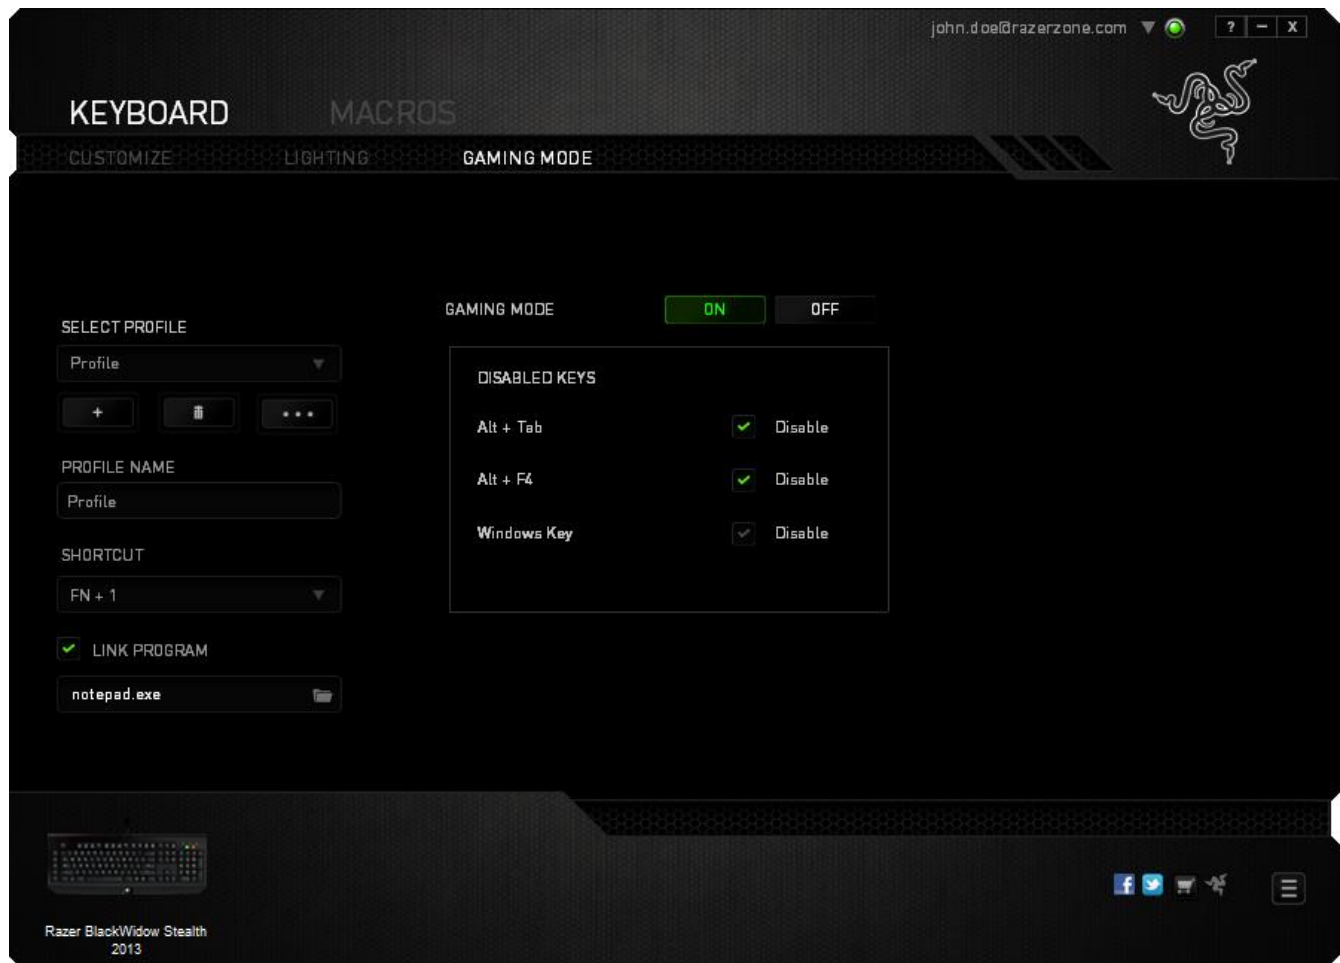 john.doe@razerzone.com
? – X
KEYBOARD MACROS
CUSTOMIZE LIGHTING GAMING MODE
SELECT PROFILE
Profile
+ •••
PROFILE NAME
Profile
SHORTCUT
FN + 1
LINK PROGRAM
notepad.exe
GAMING MODE ON OFF
DISABLED KEYS
Alt + Tab Disable
Alt + F4 Disable
Windows Key Disable
Razer BlackWidow Stealth
2013